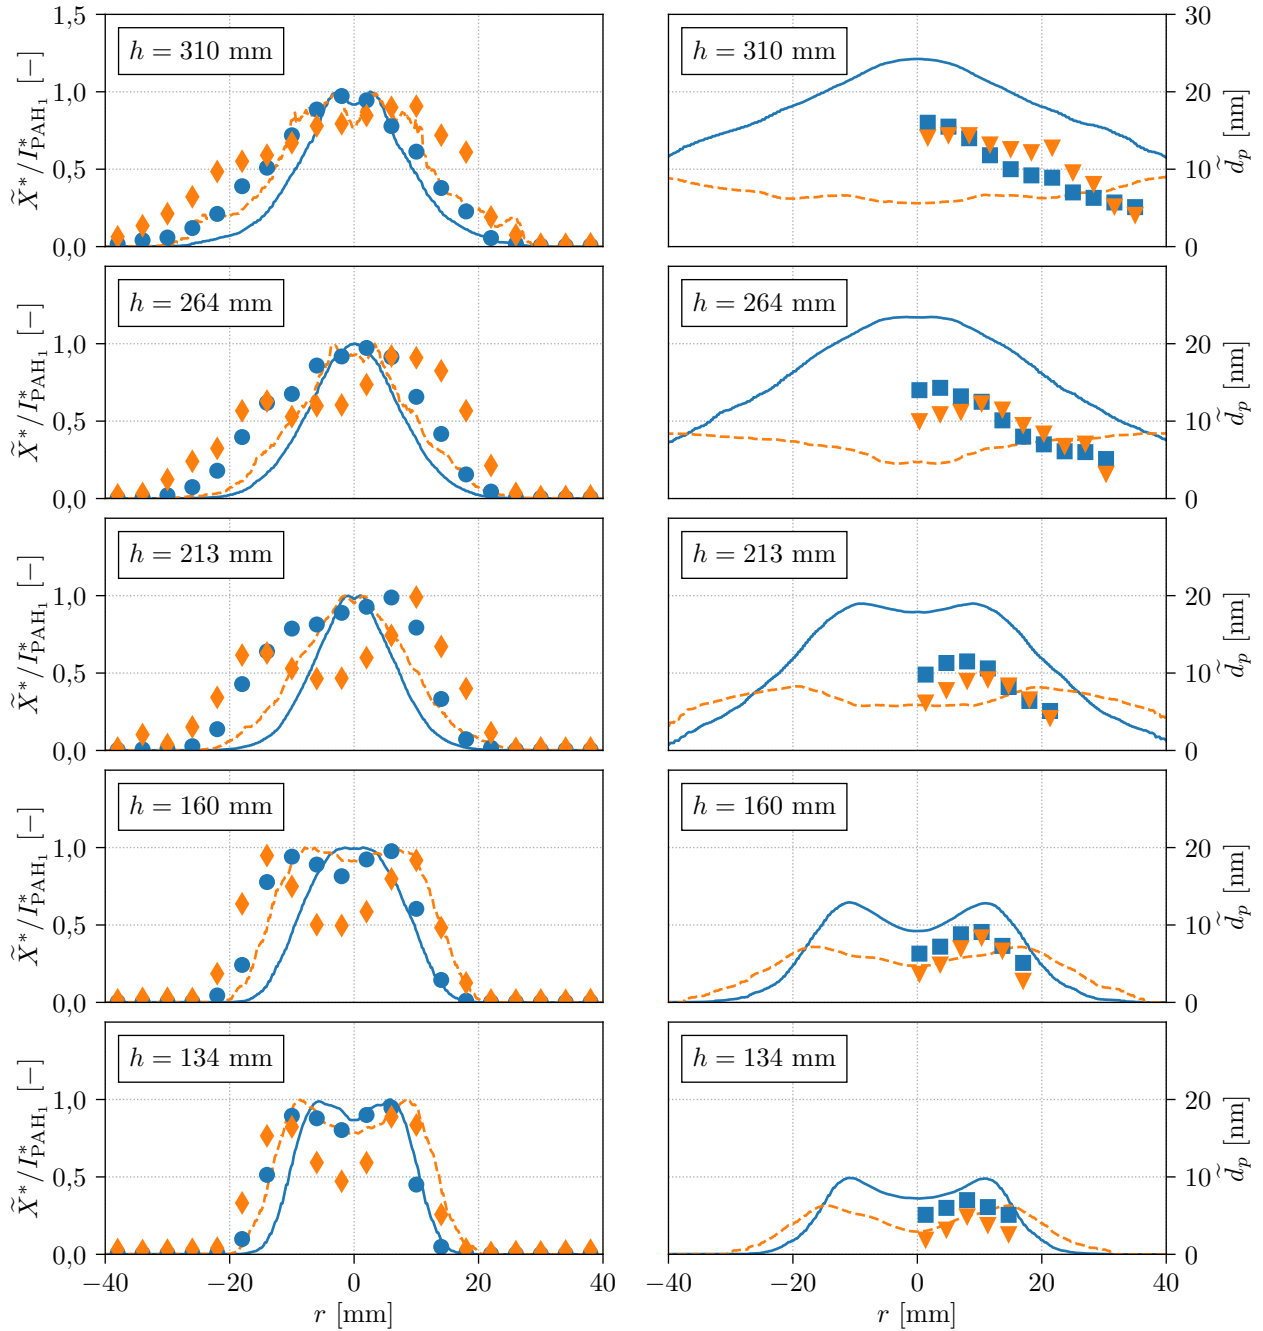 1,5
1,0
0,5
0,0
X̃*/I*PAH₁ [−]
h = 310 mm
30
20
10
0
d̃p [nm]
h = 310 mm
1,0
0,5
0,0
X̃*/I*PAH₁ [−]
h = 264 mm
20
10
0
d̃p [nm]
h = 264 mm
1,0
0,5
0,0
X̃*/I*PAH₁ [−]
h = 213 mm
20
10
0
d̃p [nm]
h = 213 mm
1,0
0,5
0,0
X̃*/I*PAH₁ [−]
h = 160 mm
20
10
0
d̃p [nm]
h = 160 mm
1,0
0,5
0,0
X̃*/I*PAH₁ [−]
h = 134 mm
20
10
0
d̃p [nm]
h = 134 mm
−40 −20 0 20 40
r [mm]
−40 −20 0 20 40
r [mm]